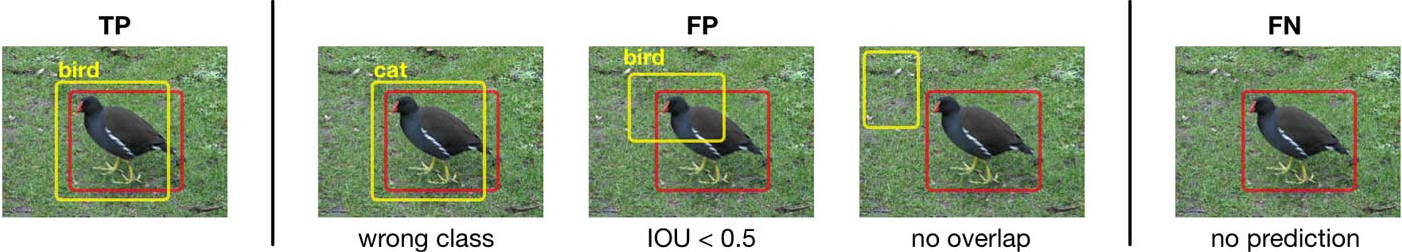 TP
FP
FN
bird
cat
bird
wrong class
IOU < 0.5
no overlap
no prediction